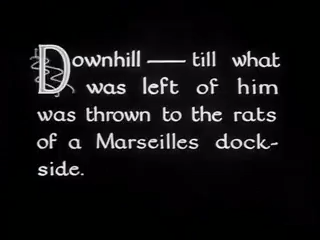 Downhill — till what
was left of him
was thrown to the rats
of a Marseilles dock-
side.